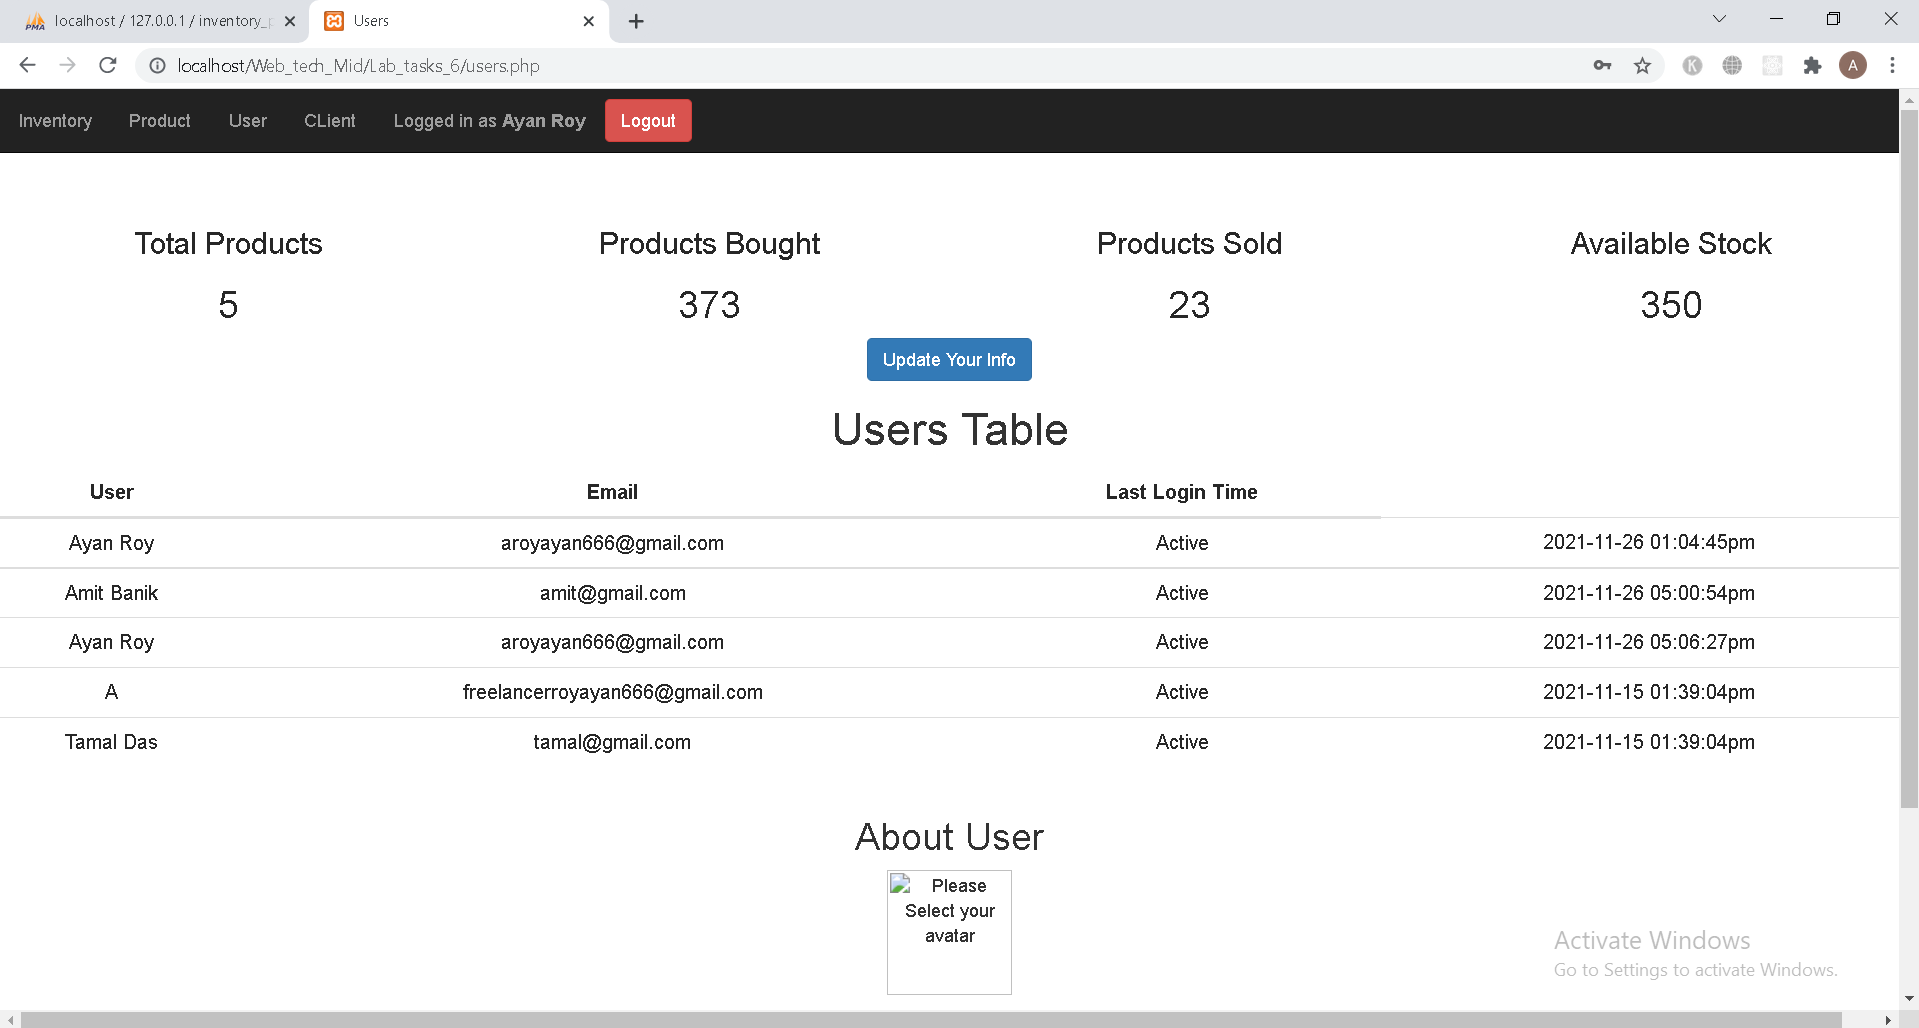 localhost / 127.0.0.1 / inventory_p
Users
localhost/Web_tech_Mid/Lab_tasks_6/users.php
A
Inventory Product User CLient Logged in as Ayan Roy Logout
Total Products Products Bought Products Sold Available Stock
5 373 23 350
Update Your Info
Users Table
User Email Last Login Time
Ayan Roy aroyayan666@gmail.com Active 2021-11-26 01:04:45pm
Amit Banik amit@gmail.com Active 2021-11-26 05:00:54pm
Ayan Roy aroyayan666@gmail.com Active 2021-11-26 05:06:27pm
A freelancerroyayan666@gmail.com Active 2021-11-15 01:39:04pm
Tamal Das tamal@gmail.com Active 2021-11-15 01:39:04pm
About User
Please
Select your
avatar
Activate Windows
Go to Settings to activate Windows.